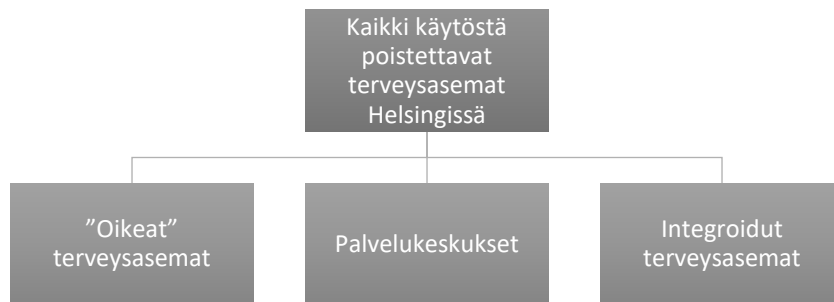 Kaikki käytöstä
poistettavat
terveysasemat
Helsingissä
”Oikeat”
terveysasemat
Palvelukeskukset
Integroidut
terveysasemat